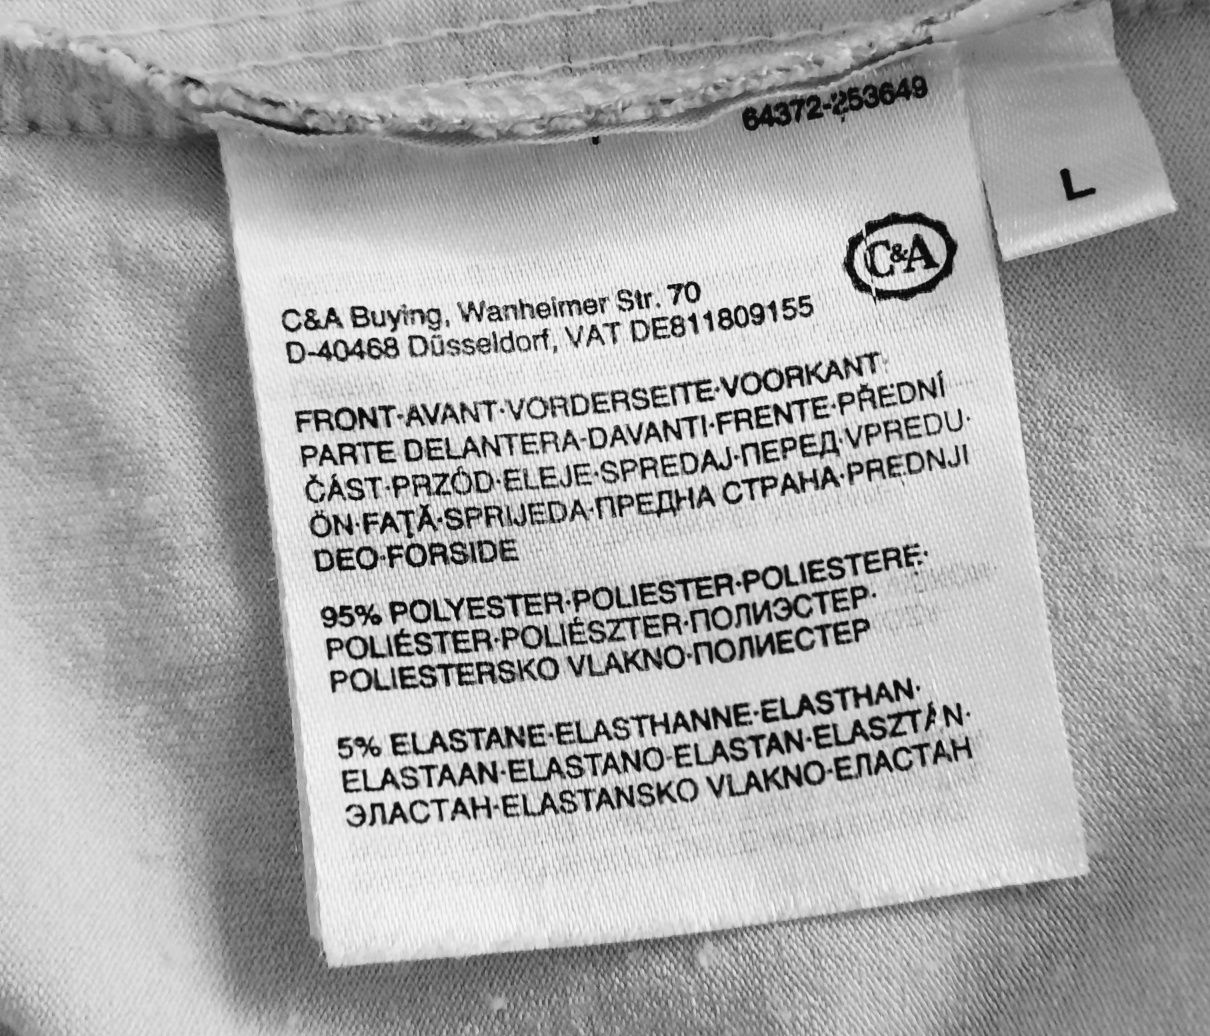 64372-253649
L
C&A
C&A Buying, Wanheimer Str. 70
D-40468 Düsseldorf, VAT DE811809155
FRONT·AVANT·VORDERSEITE·VOORKANT·
PARTE DELANTERA·DAVANTI·FRENTE·PŘEDNÍ
ČÁST·PRZÓD·ELEJE·SPREDAJ·ПЕРЕД·VPREDU·
ÖN·FAŢĂ·SPRIJEDA·ПРЕДНА СТРАНА·PREDNJI
DEO·FORSIDE
95% POLYESTER·POLIESTER·POLIESTERE·
POLIÉSTER·POLIÉSZTER·ПОЛИЭСТЕР·
POLIESTERSKO VLAKNO·ПОЛИЕСТЕР
5% ELASTANE·ELASTHANNE·ELASTHAN·
ELASTAAN·ELASTANO·ELASTAN·ELASZTÁN·
ЭЛАСТАН·ELASTANSKO VLAKNO·ЕЛАСТАН